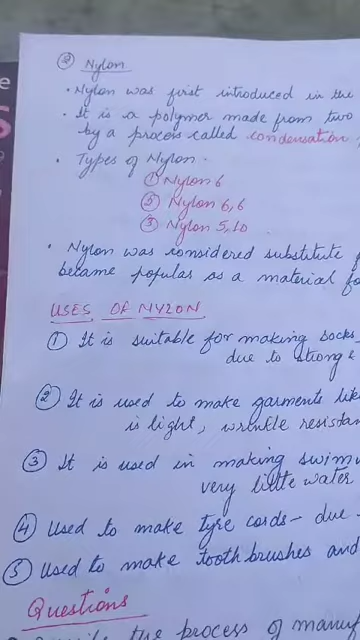 ② Nylon
• Nylon was first introduced in the
• It is a polymer made from two
by a process called condensation
• Types of Nylon.
① Nylon 6
② Nylon 6,6
③ Nylon 5,10
• Nylon was considered substitute
became popular as a material fo
USES OF NYLON
① It is suitable for making socks
due to strong &
② It is used to make garments like
is light, wrinkle resistan
③ It is used in making swim
very little water
④ Used to make tyre cords - due
⑤ Used to make toothbrushes and
Questions
the process of manuf